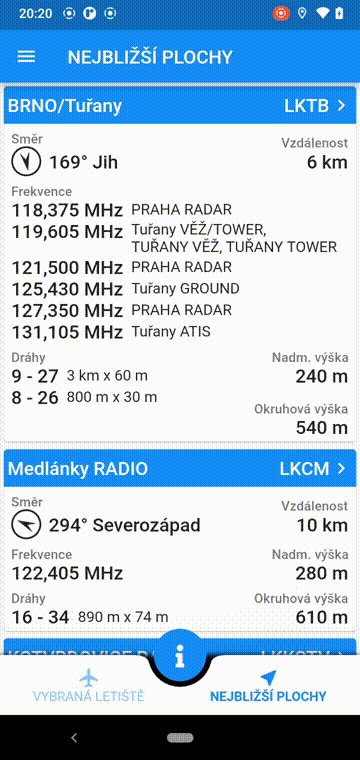 20:20
NEJBLIŽŠÍ PLOCHY
BRNO/Tuřany LKTB
Směr Vzdálenost
169° Jih 6 km
Frekvence
118,375 MHz PRAHA RADAR
119,605 MHz Tuřany VĚŽ/TOWER,
TUŘANY VĚŽ, TUŘANY TOWER
121,500 MHz PRAHA RADAR
125,430 MHz Tuřany GROUND
127,350 MHz PRAHA RADAR
131,105 MHz Tuřany ATIS
Dráhy Nadm. výška
9 - 27 3 km x 60 m 240 m
8 - 26 800 m x 30 m
Okruhová výška
540 m
Medlánky RADIO LKCM
Směr Vzdálenost
294° Severozápad 10 km
Frekvence Nadm. výška
122,405 MHz 280 m
Dráhy Okruhová výška
16 - 34 890 m x 74 m 610 m
VYBRANÁ LETIŠTĚ NEJBLIŽŠÍ PLOCHY